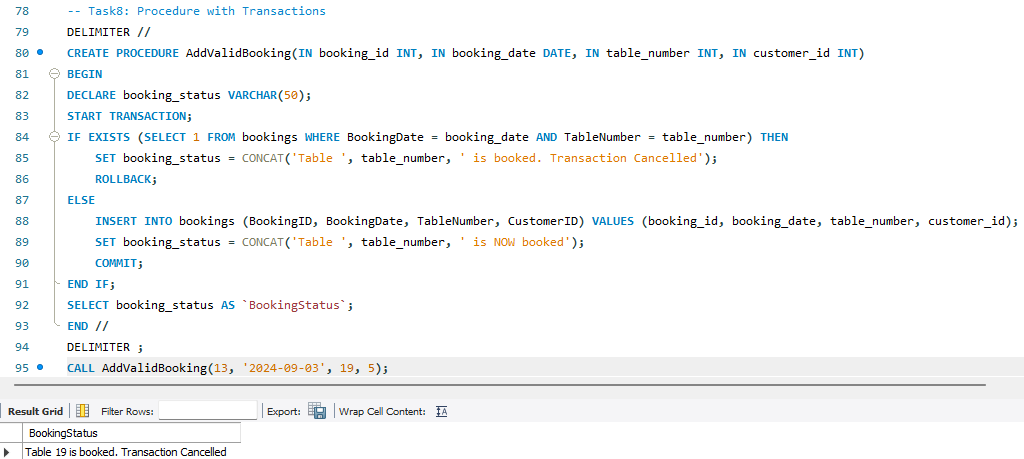 78 -- Task8: Procedure with Transactions
79 DELIMITER //
80 CREATE PROCEDURE AddValidBooking(IN booking_id INT, IN booking_date DATE, IN table_number INT, IN customer_id INT)
81 BEGIN
82 DECLARE booking_status VARCHAR(50);
83 START TRANSACTION;
84 IF EXISTS (SELECT 1 FROM bookings WHERE BookingDate = booking_date AND TableNumber = table_number) THEN
85 SET booking_status = CONCAT('Table ', table_number, ' is booked. Transaction Cancelled');
86 ROLLBACK;
87 ELSE
88 INSERT INTO bookings (BookingID, BookingDate, TableNumber, CustomerID) VALUES (booking_id, booking_date, table_number, customer_id);
89 SET booking_status = CONCAT('Table ', table_number, ' is NOW booked');
90 COMMIT;
91 END IF;
92 SELECT booking_status AS `BookingStatus`;
93 END //
94 DELIMITER ;
95 CALL AddValidBooking(13, '2024-09-03', 19, 5);
Result Grid Filter Rows: Export: Wrap Cell Content:
BookingStatus
Table 19 is booked. Transaction Cancelled